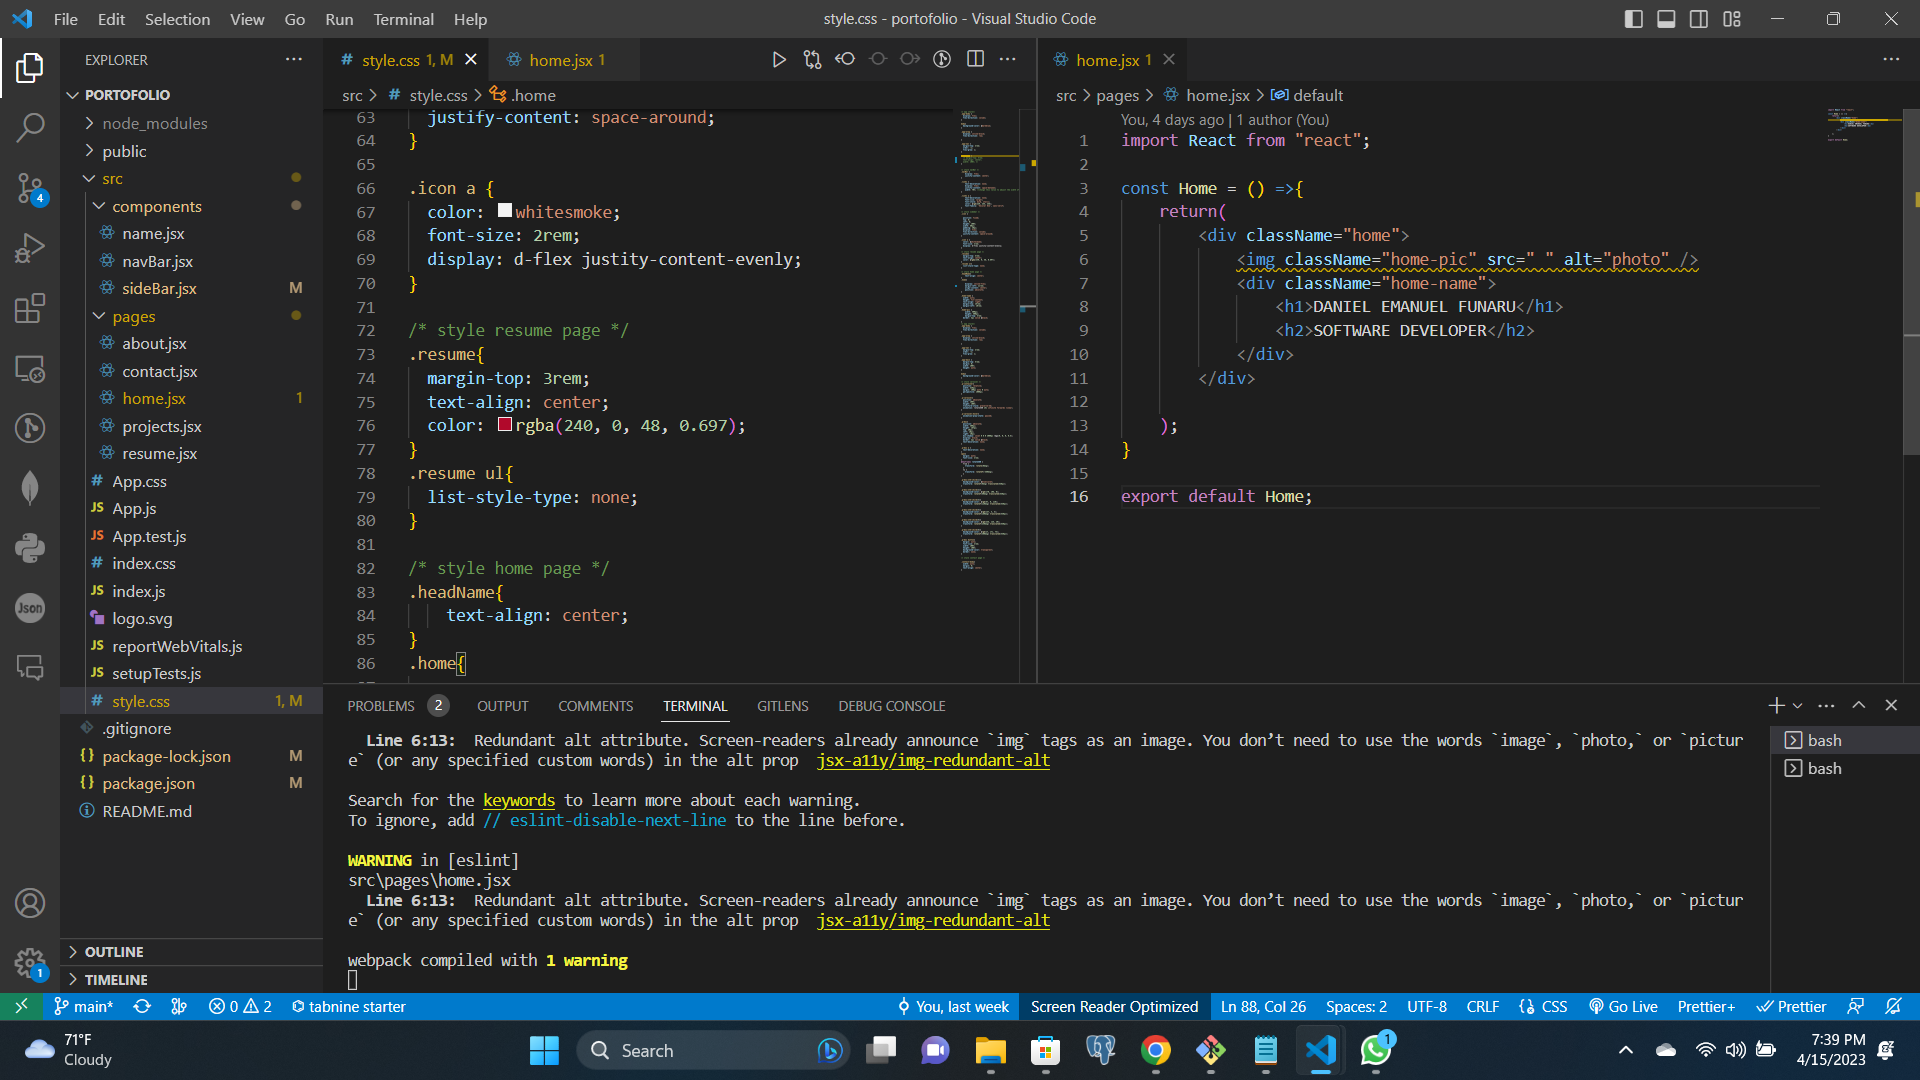 File Edit Selection View Go Run Terminal Help
style.css - portofolio - Visual Studio Code
EXPLORER
PORTOFOLIO
node_modules
public
src
components
name.jsx
navBar.jsx
sideBar.jsx M
pages
about.jsx
contact.jsx
home.jsx 1
projects.jsx
resume.jsx
App.css
App.js
App.test.js
index.css
index.js
logo.svg
reportWebVitals.js
setupTests.js
style.css 1, M
.gitignore
package-lock.json M
package.json M
README.md
OUTLINE
TIMELINE
4
1
Json
style.css 1, M
home.jsx 1
src > style.css > .home
63 justify-content: space-around;
64 }
65
66 .icon a {
67 color: whitesmoke;
68 font-size: 2rem;
69 display: d-flex justity-content-evenly;
70 }
71
72 /* style resume page */
73 .resume{
74 margin-top: 3rem;
75 text-align: center;
76 color: rgba(240, 0, 48, 0.697);
77 }
78 .resume ul{
79 list-style-type: none;
80 }
81
82 /* style home page */
83 .headName{
84 text-align: center;
85 }
86 .home{
home.jsx 1
src > pages > home.jsx > default
You, 4 days ago | 1 author (You)
1 import React from "react";
2
3 const Home = () =>{
4 return(
5 <div className="home">
6 <img className="home-pic" src=" " alt="photo" />
7 <div className="home-name">
8 <h1>DANIEL EMANUEL FUNARU</h1>
9 <h2>SOFTWARE DEVELOPER</h2>
10 </div>
11 </div>
12
13 );
14 }
15
16 export default Home;
PROBLEMS 2 OUTPUT COMMENTS TERMINAL GITLENS DEBUG CONSOLE
Line 6:13: Redundant alt attribute. Screen-readers already announce `img` tags as an image. You don’t need to use the words `image`, `photo,` or `pictur
e` (or any specified custom words) in the alt prop jsx-a11y/img-redundant-alt
Search for the keywords to learn more about each warning.
To ignore, add // eslint-disable-next-line to the line before.
WARNING in [eslint]
src\pages\home.jsx
Line 6:13: Redundant alt attribute. Screen-readers already announce `img` tags as an image. You don’t need to use the words `image`, `photo,` or `pictur
e` (or any specified custom words) in the alt prop jsx-a11y/img-redundant-alt
webpack compiled with 1 warning
bash
bash
main* 0 2 tabnine starter
You, last week Screen Reader Optimized Ln 88, Col 26 Spaces: 2 UTF-8 CRLF CSS Go Live Prettier+ Prettier
71°F
Cloudy
Search
1
7:39 PM
4/15/2023